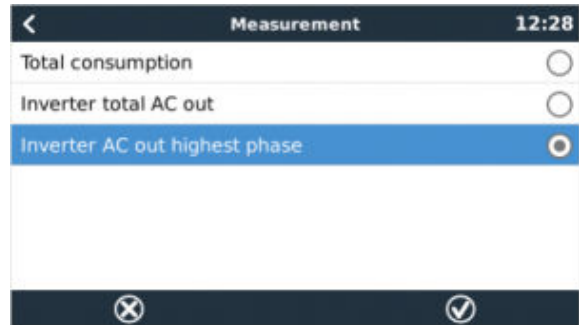 Measurement 12:28
Total consumption
Inverter total AC out
Inverter AC out highest phase